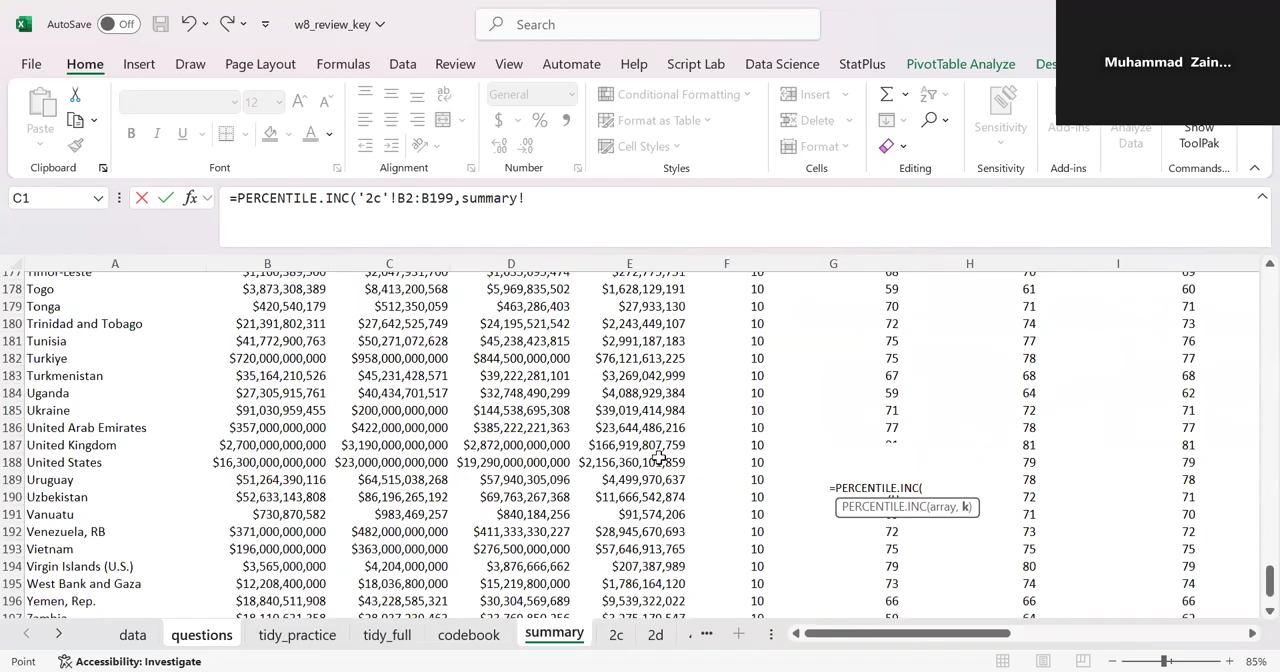 AutoSave Off w8_review_key Search
Muhammad Zain...
File Home Insert Draw Page Layout Formulas Data Review View Automate Help Script Lab Data Science StatPlus PivotTable Analyze
Paste 12 General Conditional Formatting Insert Sensitivity Add-ins Analyze Data Show ToolPak
B I U $ % Format as Table Delete
Cell Styles Format
Clipboard Font Alignment Number Styles Cells Editing Sensitivity Add-ins Commands...
C1 fx =PERCENTILE.INC('2c'!B2:B199,summary!
A B C D E F G H I
177 Timor-Leste 10 68 70 69
178 Togo $3,873,308,389 $8,413,200,568 $5,969,835,502 $1,628,129,191 10 59 61 60
179 Tonga $420,540,179 $512,350,059 $463,286,403 $27,933,130 10 70 71 71
180 Trinidad and Tobago $21,391,802,311 $27,642,525,749 $24,195,521,542 $2,243,449,107 10 72 74 73
181 Tunisia $41,772,900,763 $50,271,072,628 $45,238,423,815 $2,991,187,183 10 75 77 76
182 Turkiye $720,000,000,000 $958,000,000,000 $844,500,000,000 $76,121,613,225 10 75 78 77
183 Turkmenistan $35,164,210,526 $45,231,428,571 $39,222,281,101 $3,269,042,999 10 67 68 68
184 Uganda $27,305,915,761 $40,434,701,517 $32,748,490,299 $4,088,929,384 10 59 64 62
185 Ukraine $91,030,959,455 $200,000,000,000 $144,538,695,308 $39,019,414,984 10 71 72 71
186 United Arab Emirates $357,000,000,000 $422,000,000,000 $385,222,221,363 $23,644,486,216 10 77 78 77
187 United Kingdom $2,700,000,000,000 $3,190,000,000,000 $2,872,000,000,000 $166,919,807,759 10 81 81
188 United States $16,300,000,000,000 $23,000,000,000,000 $19,290,000,000,000 10 79 79
189 Uruguay $51,264,390,116 $64,515,038,268 $57,940,305,096 $4,499,970,637 10 78 78
190 Uzbekistan $52,633,143,808 $86,196,265,192 $69,763,267,368 $11,666,542,874 10 =PERCENTILE.INC( 72 71
191 Vanuatu $730,870,582 $983,469,257 $840,184,256 $91,574,206 10 PERCENTILE.INC(array, k) 71 70
192 Venezuela, RB $371,000,000,000 $482,000,000,000 $411,333,330,227 $28,945,670,693 10 72 73 72
193 Vietnam $196,000,000,000 $363,000,000,000 $276,500,000,000 $57,646,913,765 10 75 75 75
194 Virgin Islands (U.S.) $3,565,000,000 $4,204,000,000 $3,876,666,662 $207,387,989 10 79 80 79
195 West Bank and Gaza $12,208,400,000 $18,036,800,000 $15,219,800,000 $1,786,164,120 10 73 74 74
196 Yemen, Rep. $18,840,511,908 $43,228,585,321 $30,304,569,689 $9,539,322,022 10 66 66 66
data questions tidy_practice tidy_full codebook summary 2c 2d
Point Accessibility: Investigate 85%